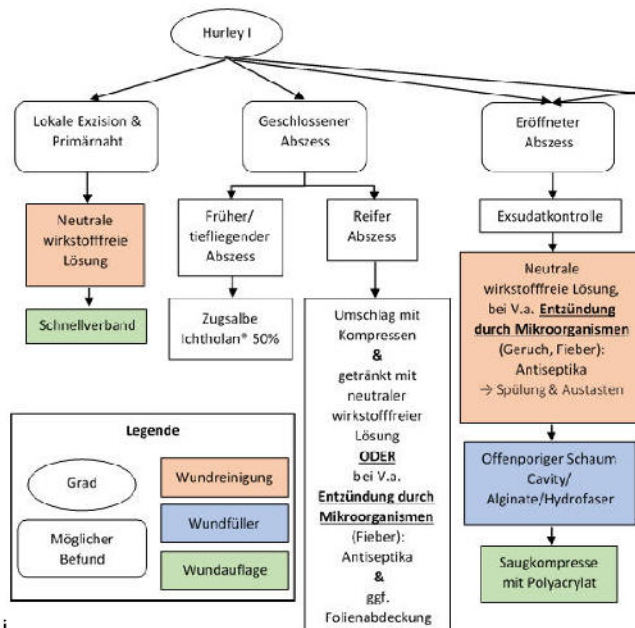 Hurley I
Lokale Exzision &
Primärnaht
Geschlossener
Abszess
Eröffneter
Abszess
Neutrale
wirkstofffreie
Lösung
Schnellverband
Früher/
tiefliegender
Abszess
Zugsalbe
Ichtholan® 50%
Reifer
Abszess
Umschlag mit
Kompressen
&
getränkt mit
neutraler
wirkstofffreier
Lösung
ODER
bei V.a.
Entzündung durch
Mikroorganismen
(Fieber):
Antiseptika
&
ggf.
Folienabdeckung
Exsudatkontrolle
Neutrale
wirkstofffreie Lösung,
bei V.a. Entzündung
durch Mikroorganismen
(Geruch, Fieber):
Antiseptika
→ Spülung & Austasten
Offenporiger Schaum
Cavity/
Alginate/Hydrofaser
Saugkompresse
mit Polyacrylat
Legende
Grad
Möglicher
Befund
Wundreinigung
Wundfüller
Wundauflage
i